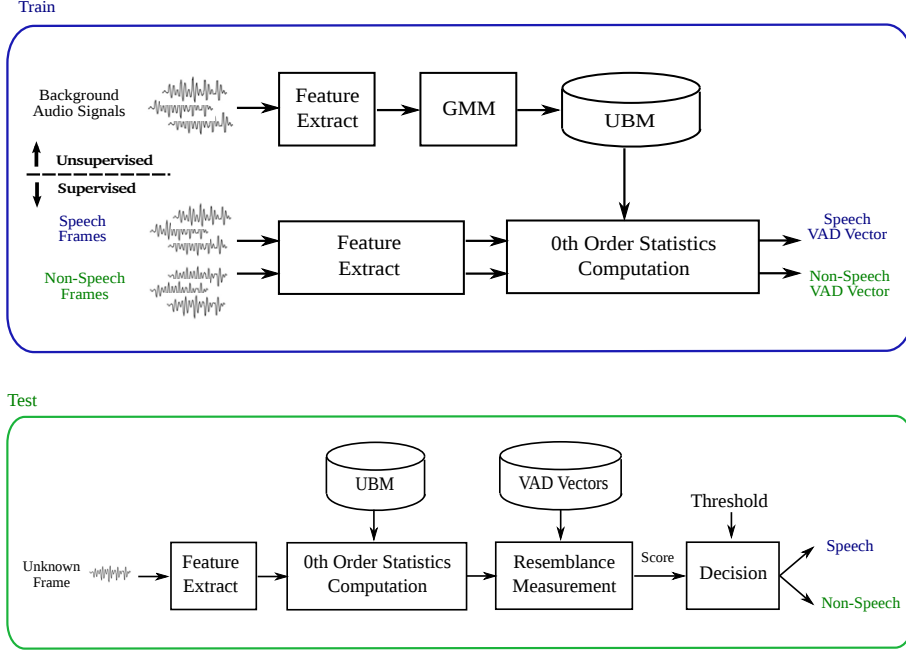 Train
Background
Audio Signals
Feature
Extract
GMM
UBM
Unsupervised
Supervised
Speech
Frames
Non-Speech
Frames
Feature
Extract
0th Order Statistics
Computation
Speech
VAD Vector
Non-Speech
VAD Vector
Test
UBM
VAD Vectors
Threshold
Unknown
Frame
Feature
Extract
0th Order Statistics
Computation
Resemblance
Measurement
Score
Decision
Speech
Non-Speech